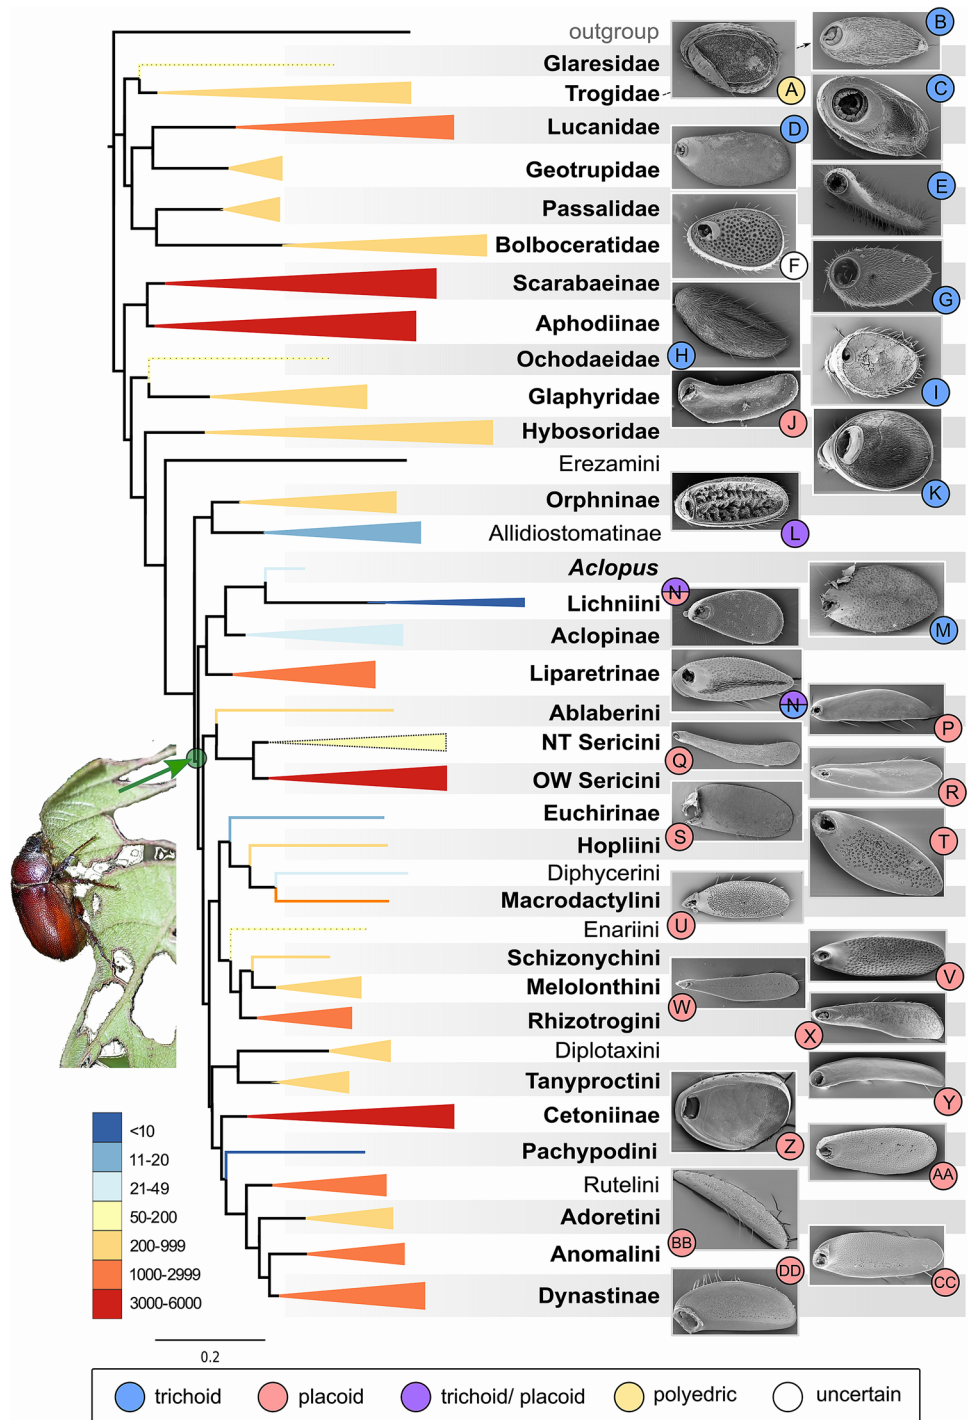 outgroup
B
Glaresidae
Trogidae
A
C
Lucanidae
D
Geotrupidae
E
Passalidae
Bolboceratidae
F
Scarabaeinae
G
Aphodiinae
Ochodaeidae
H
Glaphyridae
I
J
Hybosoridae
Erezamini
K
Orphninae
Allidiostomatinae
L
Aclopus
Lichniini
N
Aclopinae
M
Liparetrinae
N
Ablaberini
P
NT Sericini
Q
OW Sericini
R
Euchirinae
S
Hopliini
T
Diphycerini
Macrodactylini
U
Enariini
Schizonychini
V
Melolonthini
W
Rhizotrogini
X
Diplotaxini
Tanyproctini
Y
Cetoniinae
Z
Pachypodini
AA
Rutelini
Adoretini
BB
Anomalini
DD
CC
Dynastinae
<10
11-20
21-49
50-200
200-999
1000-2999
3000-6000
0.2
trichoid
placoid
trichoid/ placoid
polyedric
uncertain